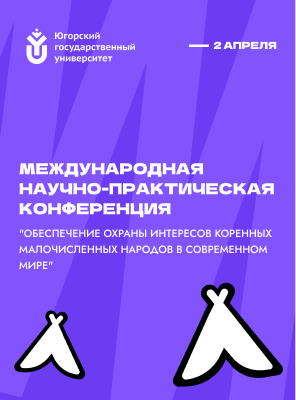 Югорский
государственный
университет
2 АПРЕЛЯ
МЕЖДУНАРОДНАЯ
НАУЧНО-ПРАКТИЧЕСКАЯ
КОНФЕРЕНЦИЯ
"ОБЕСПЕЧЕНИЕ ОХРАНЫ ИНТЕРЕСОВ КОРЕННЫХ
МАЛОЧИСЛЕННЫХ НАРОДОВ В СОВРЕМЕННОМ
МИРЕ"